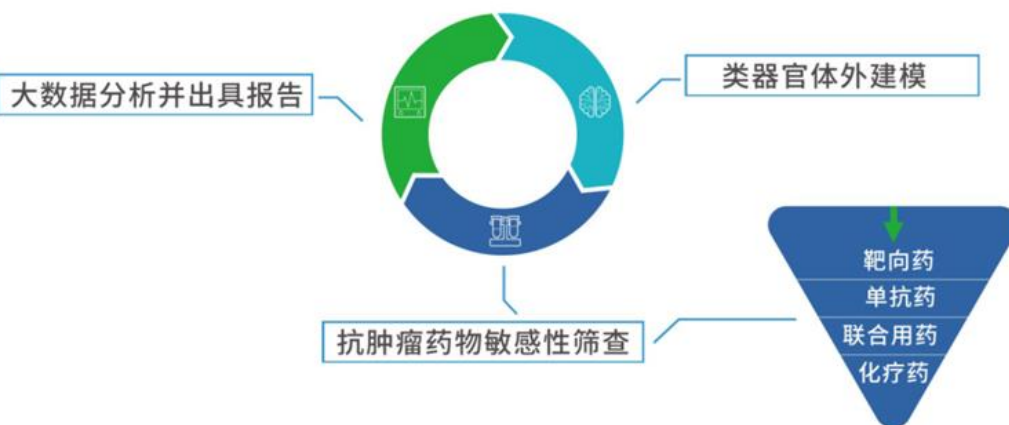 大数据分析并出具报告
类器官体外建模
抗肿瘤药物敏感性筛查
靶向药
单抗药
联合用药
化疗药